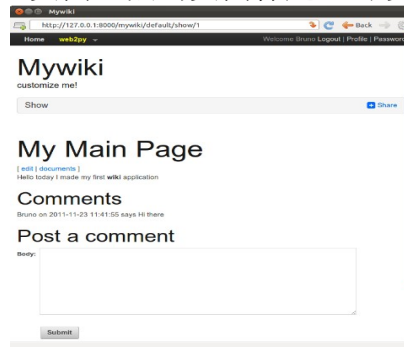 Mywiki
http://127.0.0.1:8000/mywiki/default/show/1
Back
Home web2py
Welcome Bruno Logout | Profile | Password
Mywiki
customize me!
Show
Share
My Main Page
[ edit | documents ]
Hello today I made my first wiki application
Comments
Bruno on 2011-11-23 11:41:55 says Hi there
Post a comment
Body:
Submit